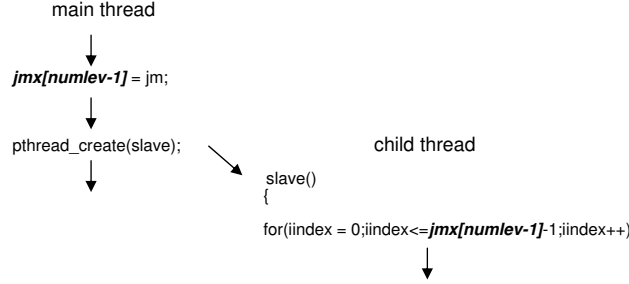 main thread
jmx[numlev-1] = jm;
pthread_create(slave);
child thread
slave()
{
for(iindex = 0;iindex<=jmx[numlev-1]-1;iindex++)